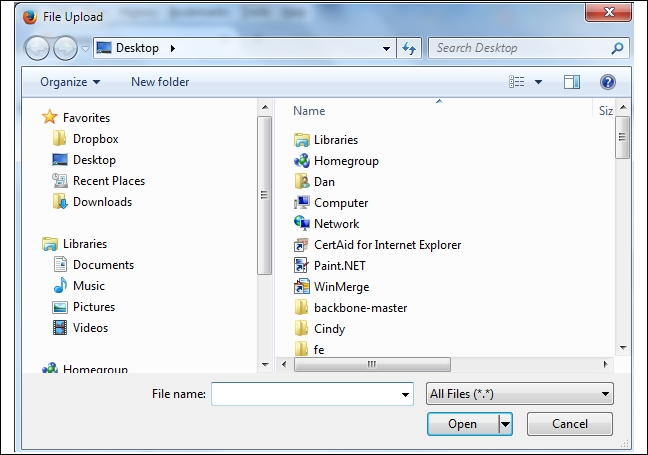 File Upload
Desktop
Search Desktop
Organize
New folder
Favorites
Dropbox
Desktop
Recent Places
Downloads
Libraries
Documents
Music
Pictures
Videos
Homegroup
Name
Siz
Libraries
Homegroup
Dan
Computer
Network
CertAid for Internet Explorer
Paint.NET
WinMerge
backbone-master
Cindy
fe
File name:
All Files (*.*)
Open
Cancel